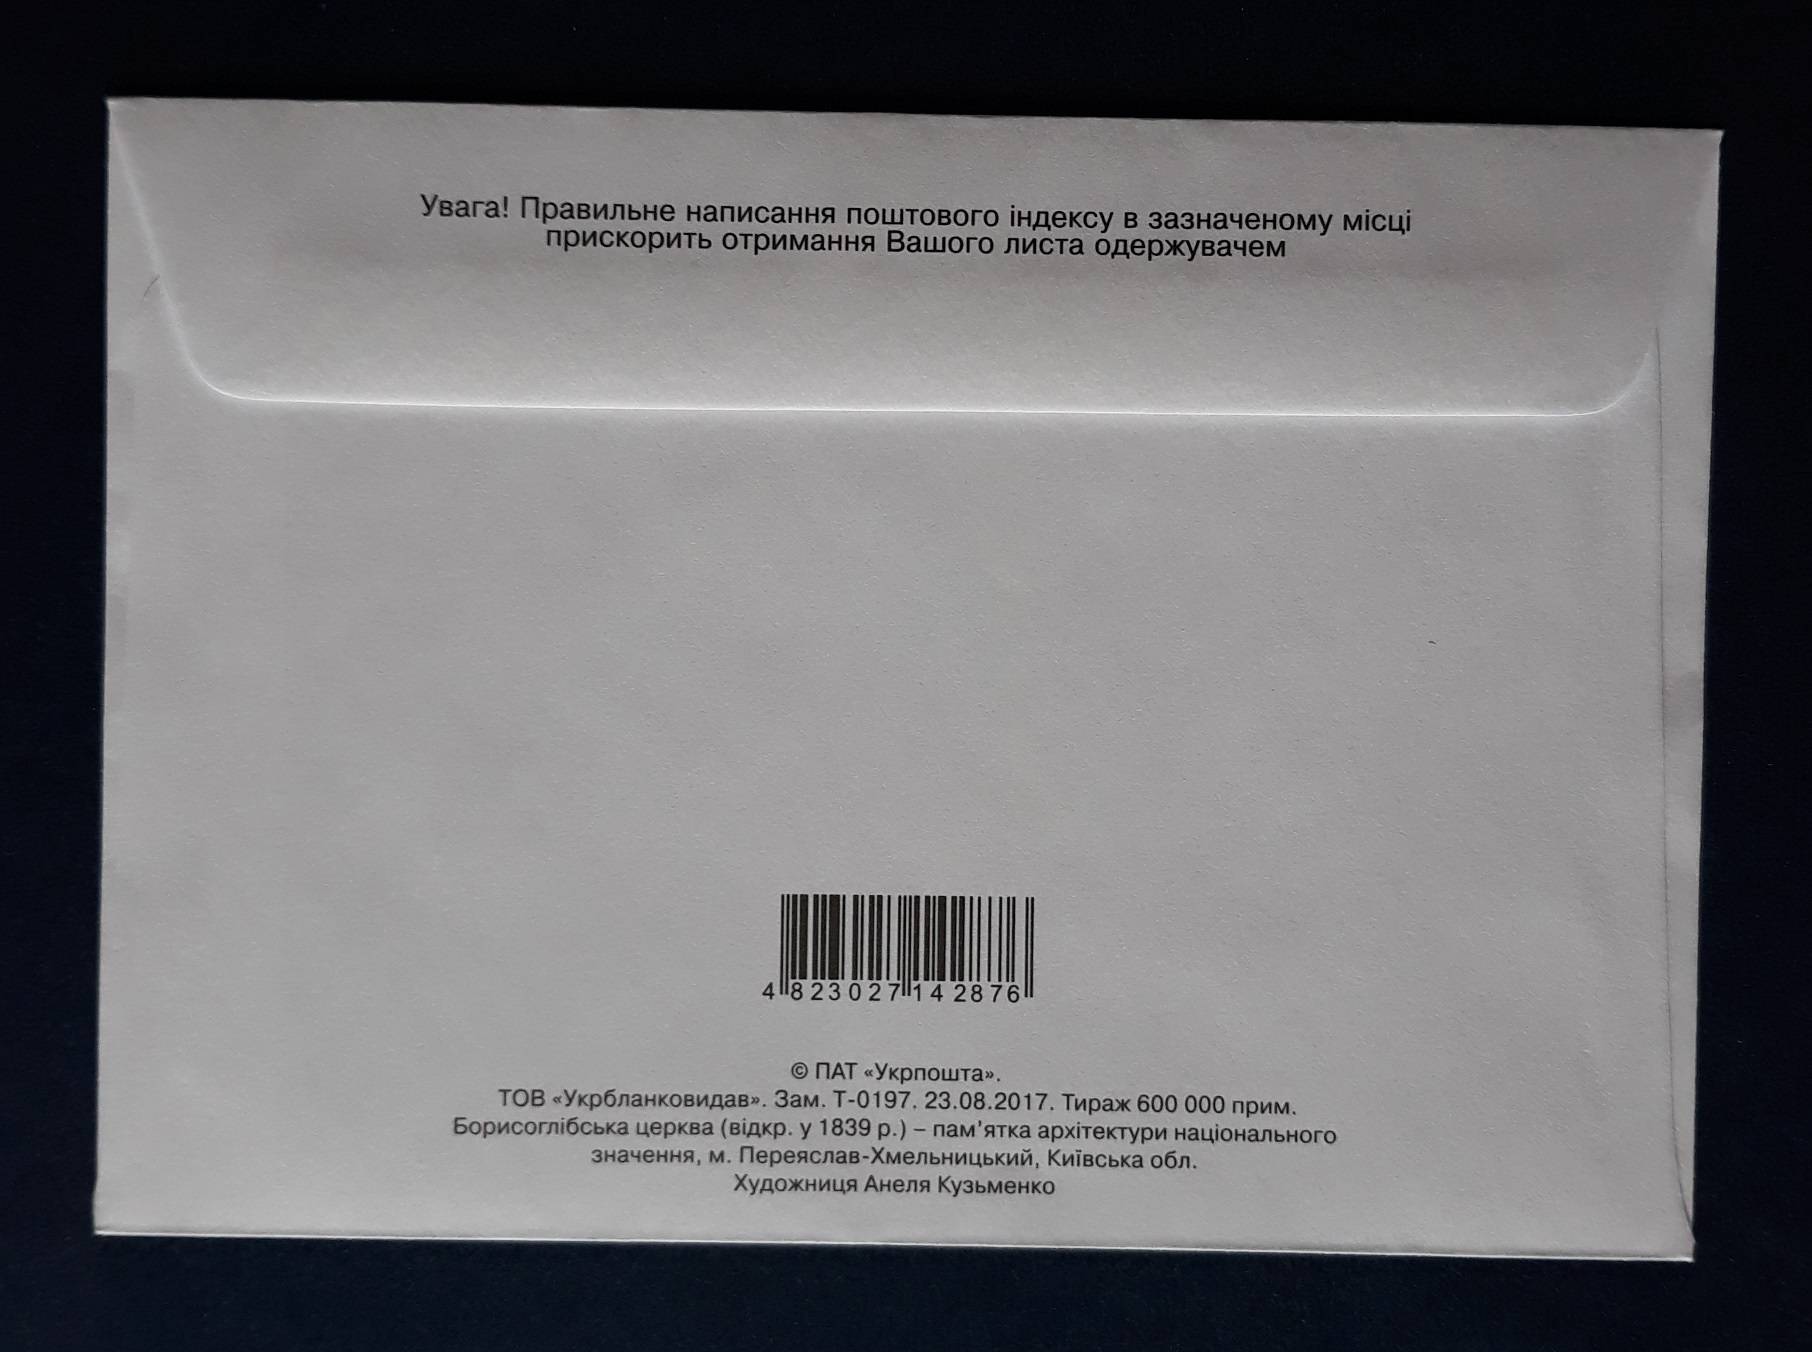 Увага! Правильне написання поштового індексу в зазначеному місці
прискорить отримання Вашого листа одержувачем
4 823027 142876
© ПАТ «Укрпошта».
ТОВ «Укрбланковидав». Зам. Т-0197. 23.08.2017. Тираж 600 000 прим.
Борисоглібська церква (відкр. у 1839 р.) – пам’ятка архітектури національного
значення, м. Переяслав-Хмельницький, Київська обл.
Художниця Анеля Кузьменко